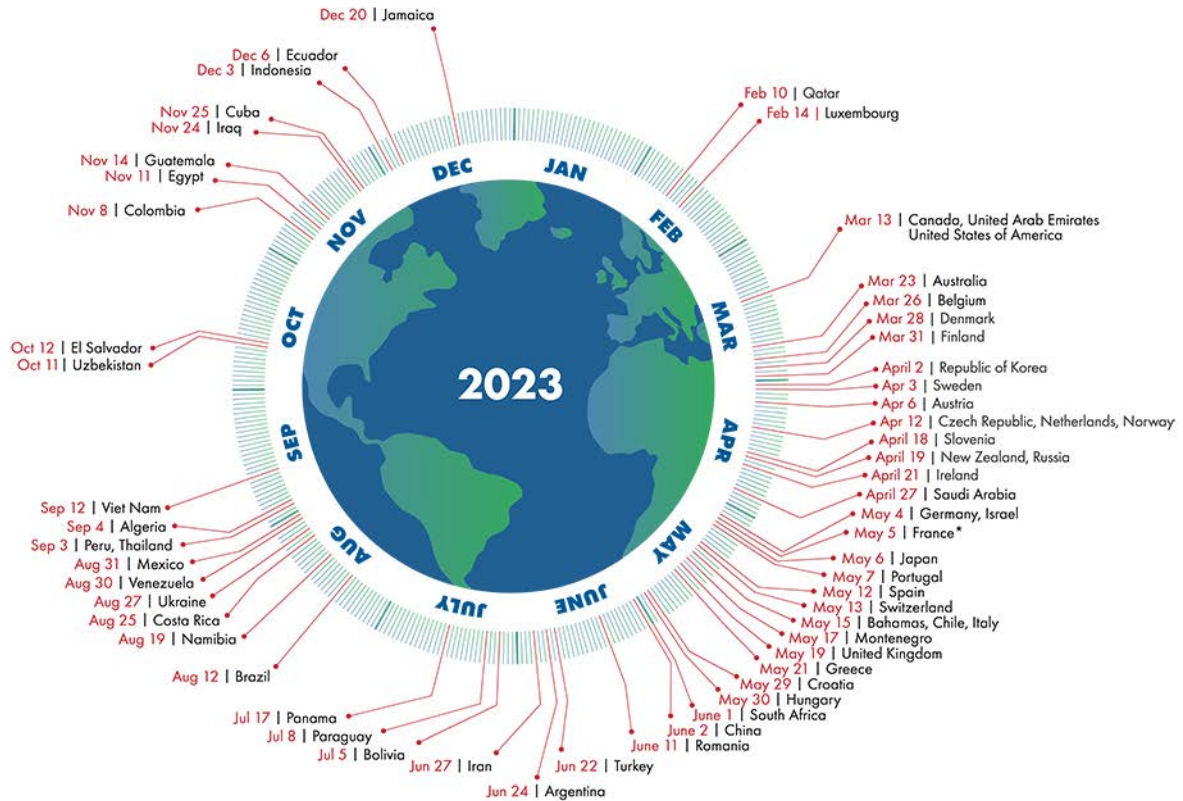 Dec 20 | Jamaica
Dec 6 | Ecuador
Dec 3 | Indonesia
Nov 25 | Cuba
Nov 24 | Iraq
Nov 14 | Guatemala
Nov 11 | Egypt
Nov 8 | Colombia
Oct 12 | El Salvador
Oct 11 | Uzbekistan
Sep 12 | Viet Nam
Sep 4 | Algeria
Sep 3 | Peru, Thailand
Aug 31 | Mexico
Aug 30 | Venezuela
Aug 27 | Ukraine
Aug 25 | Costa Rica
Aug 19 | Namibia
Aug 12 | Brazil
Jul 17 | Panama
Jul 8 | Paraguay
Jul 5 | Bolivia
Jun 27 | Iran
Jun 24 | Argentina
Jun 22 | Turkey
Feb 10 | Qatar
Feb 14 | Luxembourg
Mar 13 | Canada, United Arab Emirates
United States of America
Mar 23 | Australia
Mar 26 | Belgium
Mar 28 | Denmark
Mar 31 | Finland
April 2 | Republic of Korea
Apr 3 | Sweden
Apr 6 | Austria
Apr 12 | Czech Republic, Netherlands, Norway
April 18 | Slovenia
April 19 | New Zealand, Russia
April 21 | Ireland
April 27 | Saudi Arabia
May 4 | Germany, Israel
May 5 | France*
May 6 | Japan
May 7 | Portugal
May 12 | Spain
May 13 | Switzerland
May 15 | Bahamas, Chile, Italy
May 17 | Montenegro
May 19 | United Kingdom
May 21 | Greece
May 29 | Croatia
May 30 | Hungary
June 1 | South Africa
June 2 | China
June 11 | Romania
JAN
FEB
MAR
APR
MAY
JUNE
JULY
AUG
SEP
OCT
NOV
DEC
2023